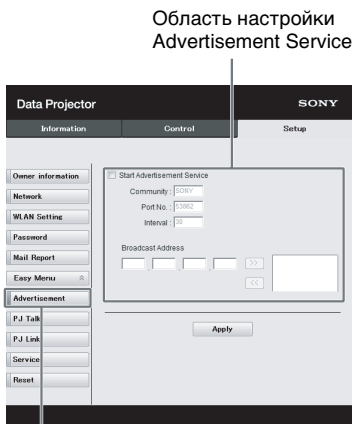 Область настройки
Advertisement Service
Data Projector
SONY
Information
Control
Setup
Owner information
Network
WLAN Setting
Password
Mail Report
Easy Menu
Advertisement
PJ Talk
PJ Link
Service
Reset
Start Advertisement Service
Community : SONY
Port No. : 53862
Interval : 30
Broadcast Address
. . .
>>
<<
Apply